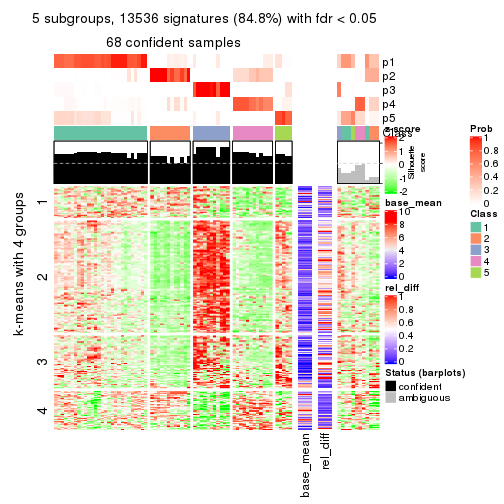 5 subgroups, 13536 signatures (84.8%) with fdr < 0.05
68 confident samples
p1
p2
p3
p4
p5
Class
z-score
2
1
0
-1
-2
Silhouette
score
base_mean
10
8
6
4
2
0
rel_diff
1
0.8
0.6
0.4
0.2
0
Status (barplots)
confident
ambiguous
Prob
1
0.8
0.6
0.4
0.2
0
Class
1
2
3
4
5
k-means with 4 groups
1
2
3
4
base_mean
rel_diff